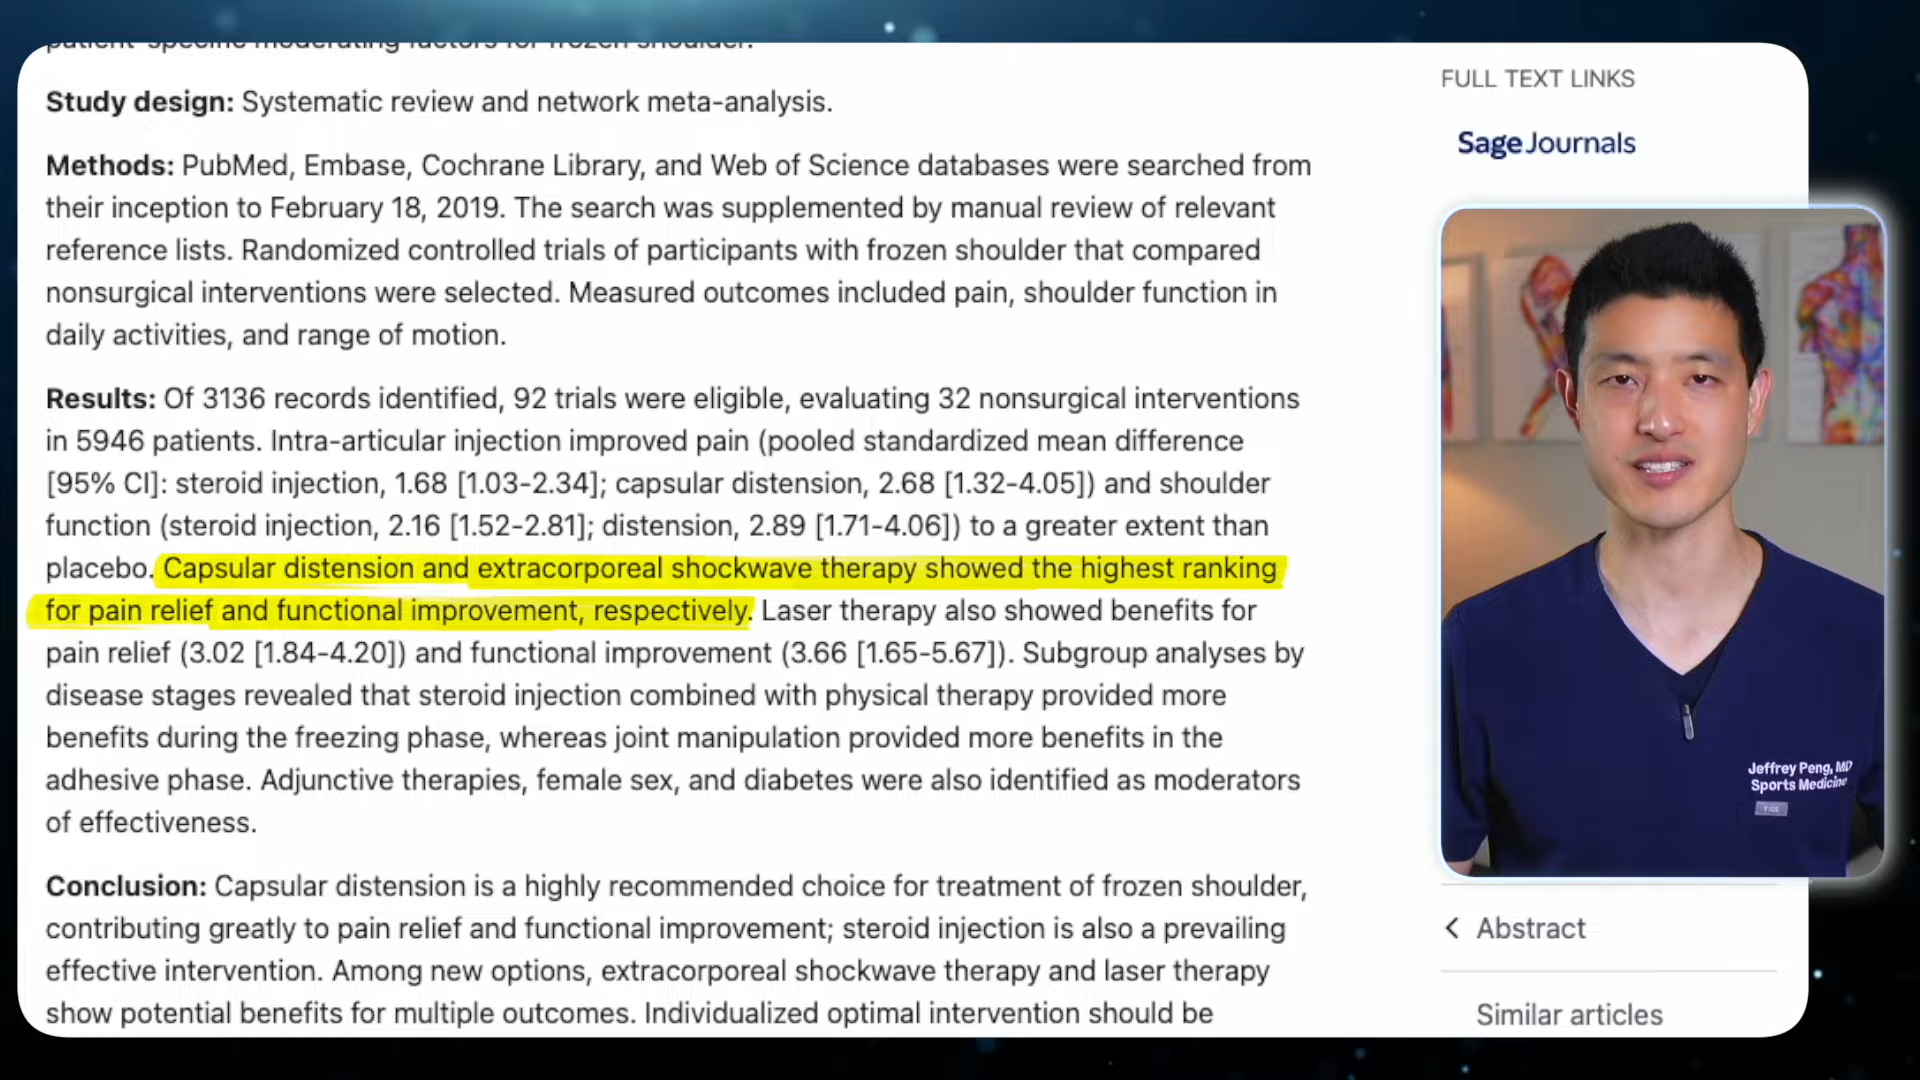 patient-specific moderating factors for frozen shoulder.
Study design: Systematic review and network meta-analysis.
Methods: PubMed, Embase, Cochrane Library, and Web of Science databases were searched from
their inception to February 18, 2019. The search was supplemented by manual review of relevant
reference lists. Randomized controlled trials of participants with frozen shoulder that compared
nonsurgical interventions were selected. Measured outcomes included pain, shoulder function in
daily activities, and range of motion.
Results: Of 3136 records identified, 92 trials were eligible, evaluating 32 nonsurgical interventions
in 5946 patients. Intra-articular injection improved pain (pooled standardized mean difference
[95% CI]: steroid injection, 1.68 [1.03-2.34]; capsular distension, 2.68 [1.32-4.05]) and shoulder
function (steroid injection, 2.16 [1.52-2.81]; distension, 2.89 [1.71-4.06]) to a greater extent than
placebo. Capsular distension and extracorporeal shockwave therapy showed the highest ranking
for pain relief and functional improvement, respectively. Laser therapy also showed benefits for
pain relief (3.02 [1.84-4.20]) and functional improvement (3.66 [1.65-5.67]). Subgroup analyses by
disease stages revealed that steroid injection combined with physical therapy provided more
benefits during the freezing phase, whereas joint manipulation provided more benefits in the
adhesive phase. Adjunctive therapies, female sex, and diabetes were also identified as moderators
of effectiveness.
Conclusion: Capsular distension is a highly recommended choice for treatment of frozen shoulder,
contributing greatly to pain relief and functional improvement; steroid injection is also a prevailing
effective intervention. Among new options, extracorporeal shockwave therapy and laser therapy
show potential benefits for multiple outcomes. Individualized optimal intervention should be
FULL TEXT LINKS
Sage Journals
Jeffrey Peng, MD
Sports Medicine
FIGS
< Abstract
Similar articles